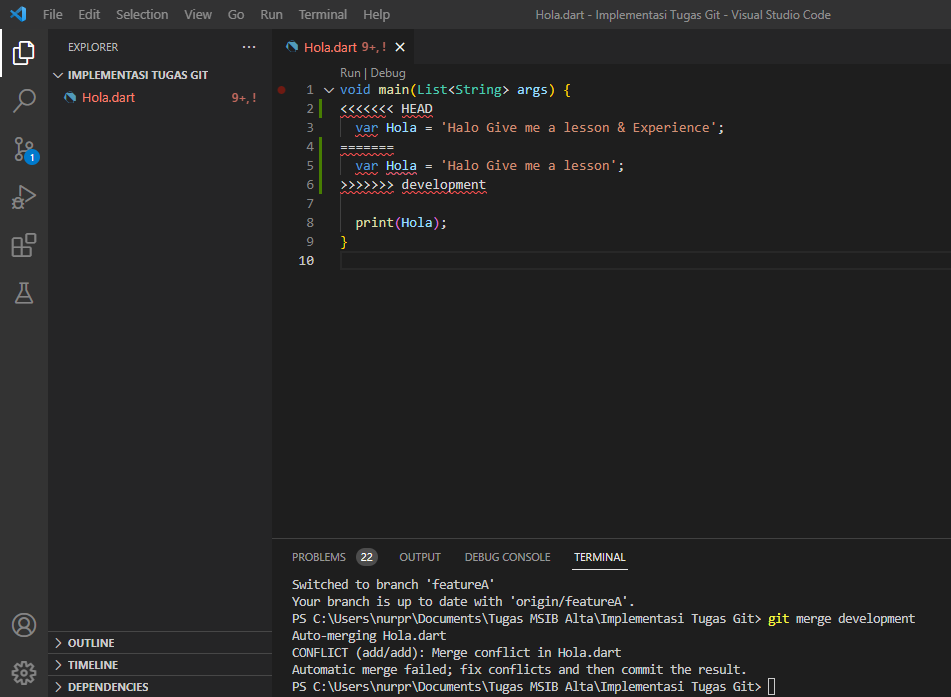 File Edit Selection View Go Run Terminal Help
Hola.dart - Implementasi Tugas Git - Visual Studio Code
EXPLORER ...
IMPLEMENTASI TUGAS GIT
Hola.dart 9+, !
1
OUTLINE
TIMELINE
DEPENDENCIES
Hola.dart 9+, !
Run | Debug
1 void main(List<String> args) {
2 <<<<<<< HEAD
3 var Hola = 'Halo Give me a lesson & Experience';
4 =======
5 var Hola = 'Halo Give me a lesson';
6 >>>>>>> development
7
8 print(Hola);
9 }
10
PROBLEMS 22 OUTPUT DEBUG CONSOLE TERMINAL
Switched to branch 'featureA'
Your branch is up to date with 'origin/featureA'.
PS C:\Users\nurpr\Documents\Tugas MSIB Alta\Implementasi Tugas Git> git merge development
Auto-merging Hola.dart
CONFLICT (add/add): Merge conflict in Hola.dart
Automatic merge failed; fix conflicts and then commit the result.
PS C:\Users\nurpr\Documents\Tugas MSIB Alta\Implementasi Tugas Git>